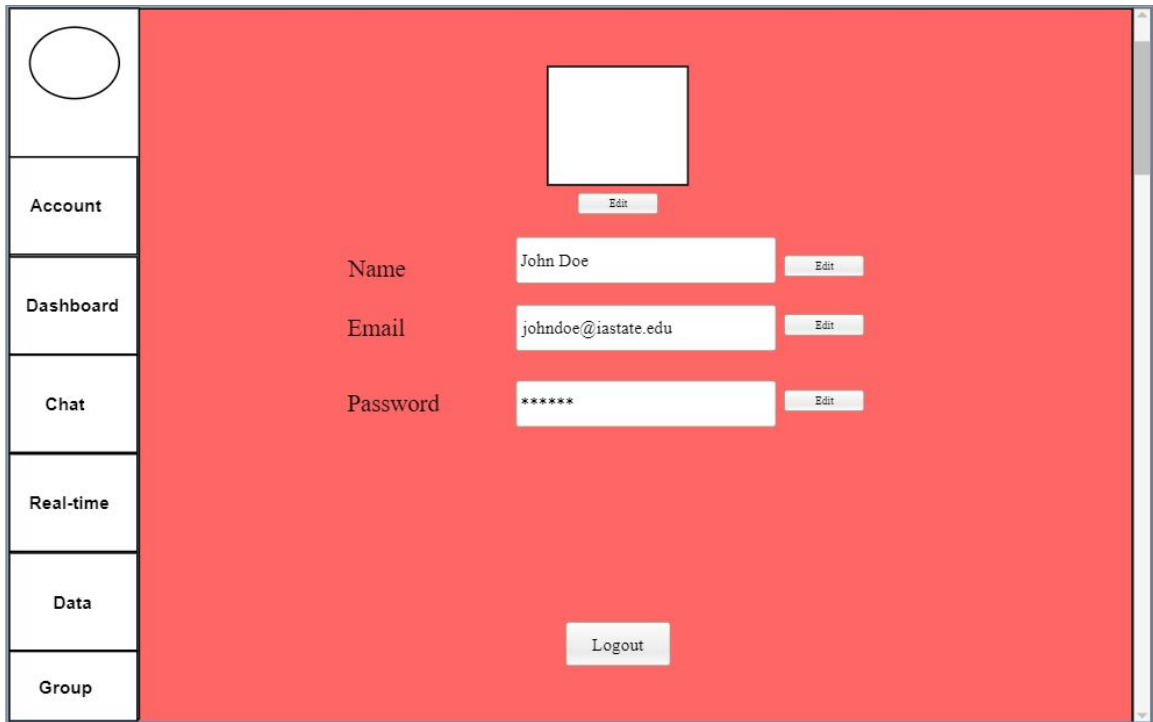 Account
Dashboard
Chat
Real-time
Data
Group
Edit
Name John Doe Edit
Email johndoe@iastate.edu Edit
Password ****** Edit
Logout